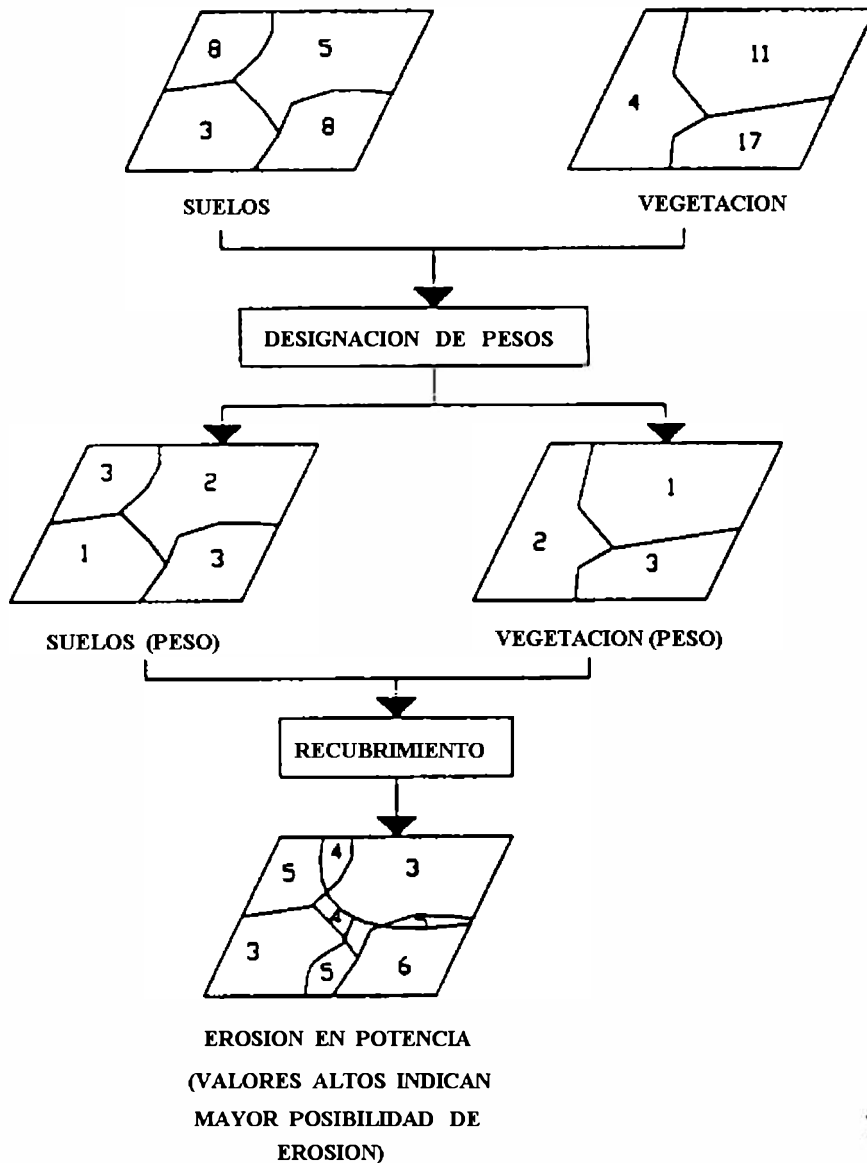 8
5
3
8
11
4
17
SUELOS
VEGETACION
DESIGNACION DE PESOS
3
2
1
3
1
2
3
SUELOS (PESO)
VEGETACION (PESO)
RECUBRIMIENTO
4
3
5
4
3
5
6
EROSION EN POTENCIA
(VALORES ALTOS INDICAN
MAYOR POSIBILIDAD DE
EROSION)